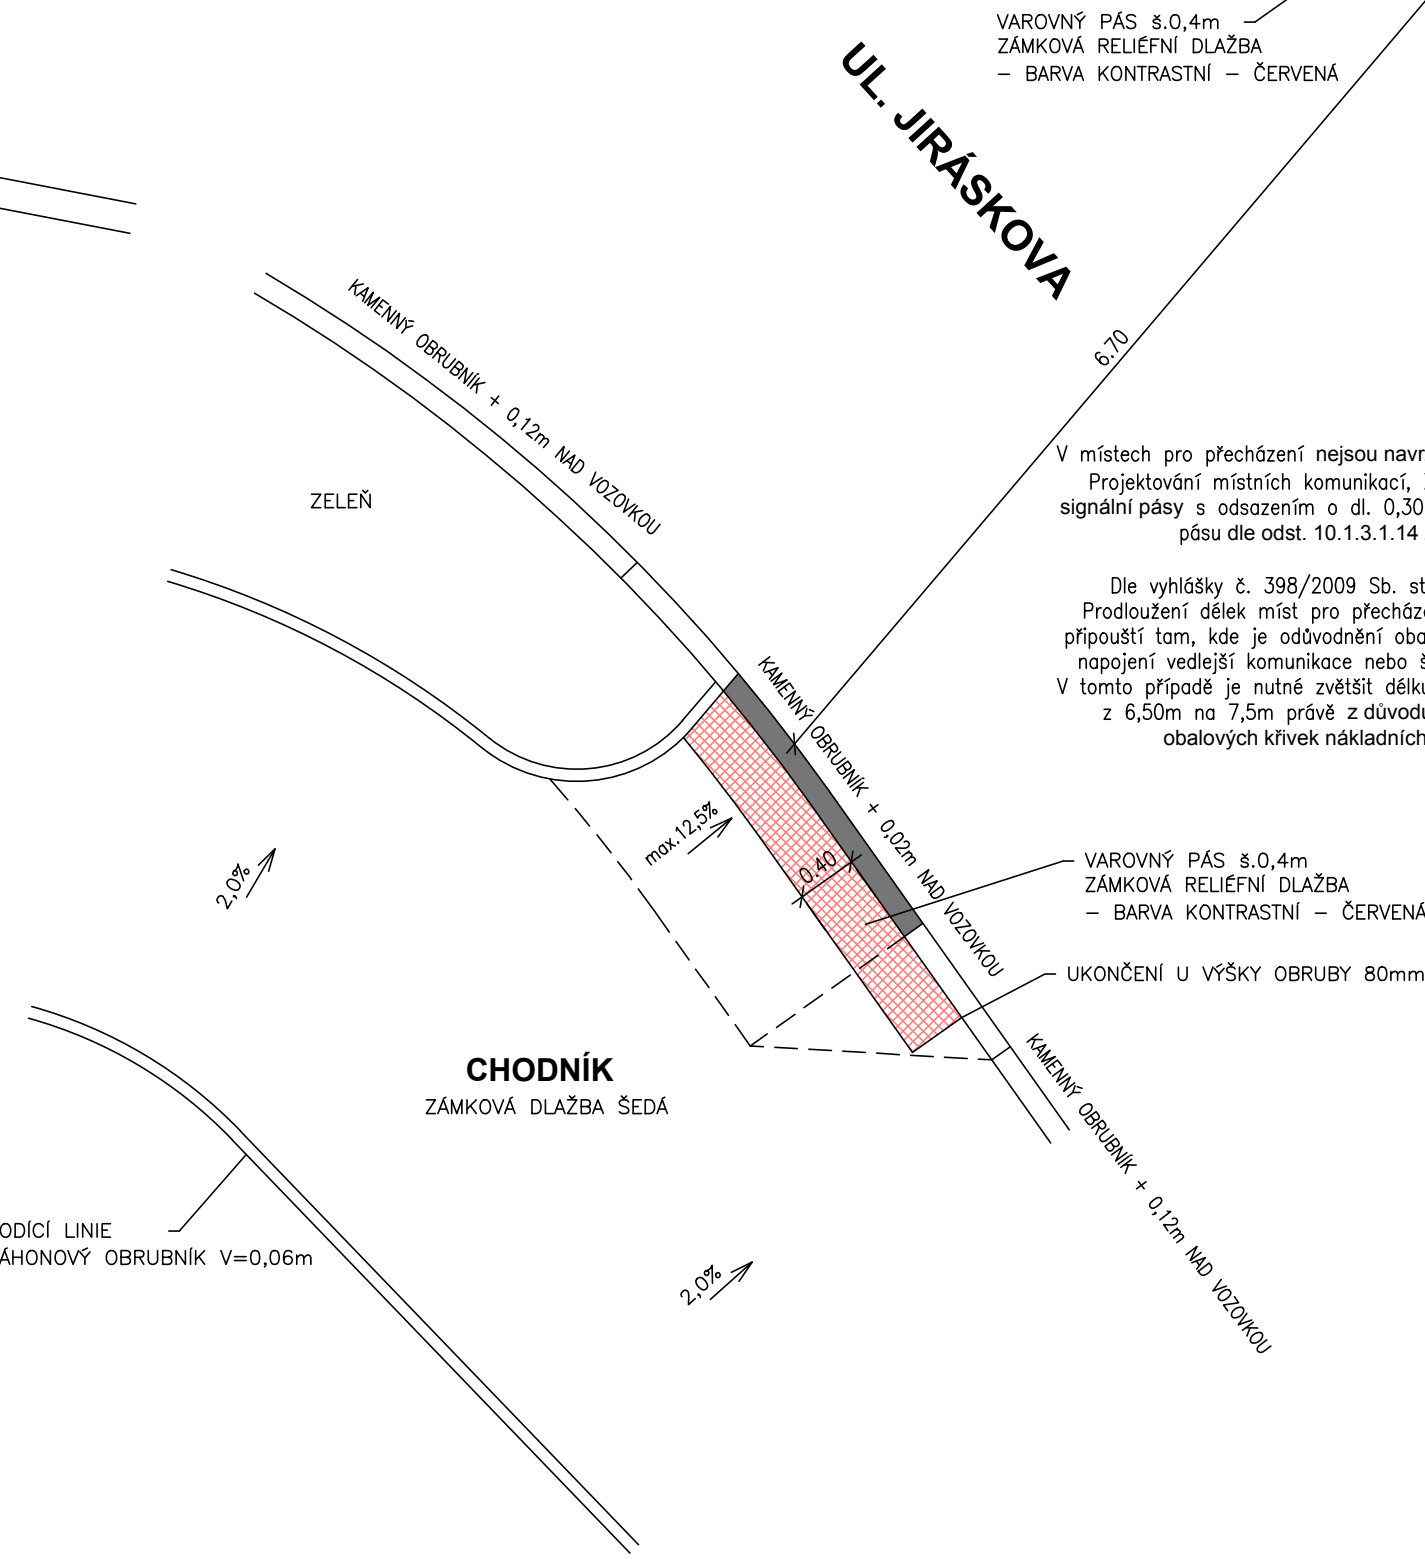 VAROVNÝ PÁS š.0,4m
ZÁMKOVÁ RELIÉFNÍ DLAŽBA
– BARVA KONTRASTNÍ – ČERVENÁ
UL. JIRÁSKOVA
KAMENNÝ OBRUBNÍK + 0,12m NAD VOZOVKOU
6.70
V místech pro přecházení nejsou navr
Projektování místních komunikací,
signální pásy s odsazením o dl. 0,30
pásu dle odst. 10.1.3.1.14
ZELEŇ
Dle vyhlášky č. 398/2009 Sb. st
Prodloužení délek míst pro přecház
připouští tam, kde je odůvodnění oba
napojení vedlejší komunikace nebo š
V tomto případě je nutné zvětšit délku
z 6,50m na 7,5m právě z důvodu
obalových křivek nákladních
KAMENNÝ OBRUBNÍK + 0,02m NAD VOZOVKOU
max.12,5%
0.40
2,0%
VAROVNÝ PÁS š.0,4m
ZÁMKOVÁ RELIÉFNÍ DLAŽBA
– BARVA KONTRASTNÍ – ČERVENÁ
UKONČENÍ U VÝŠKY OBRUBY 80mm
CHODNÍK
ZÁMKOVÁ DLAŽBA ŠEDÁ
KAMENNÝ OBRUBNÍK + 0,12m NAD VOZOVKOU
ODÍCÍ LINIE
ÁHONOVÝ OBRUBNÍK V=0,06m
2,0%